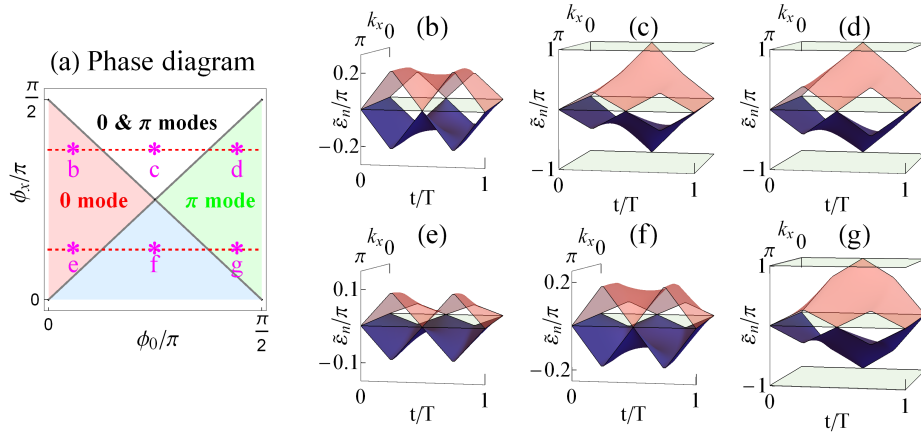 (a) Phase diagram
π/2
0 & π modes
b
c
d
ϕx/π
0 mode
π mode
e
f
g
0
0
ϕ0/π
π/2
(b)
kx
π
0
0.2
ε̃n/π
-0.2
0
t/T
1
(c)
kx
π
0
1
ε̃n/π
-1
0
t/T
1
(d)
kx
π
0
1
ε̃n/π
-1
0
t/T
1
(e)
kx
π
0
0.1
ε̃n/π
-0.1
0
t/T
1
(f)
kx
π
0
0.2
ε̃n/π
-0.2
0
t/T
1
(g)
kx
π
0
1
ε̃n/π
-1
0
t/T
1